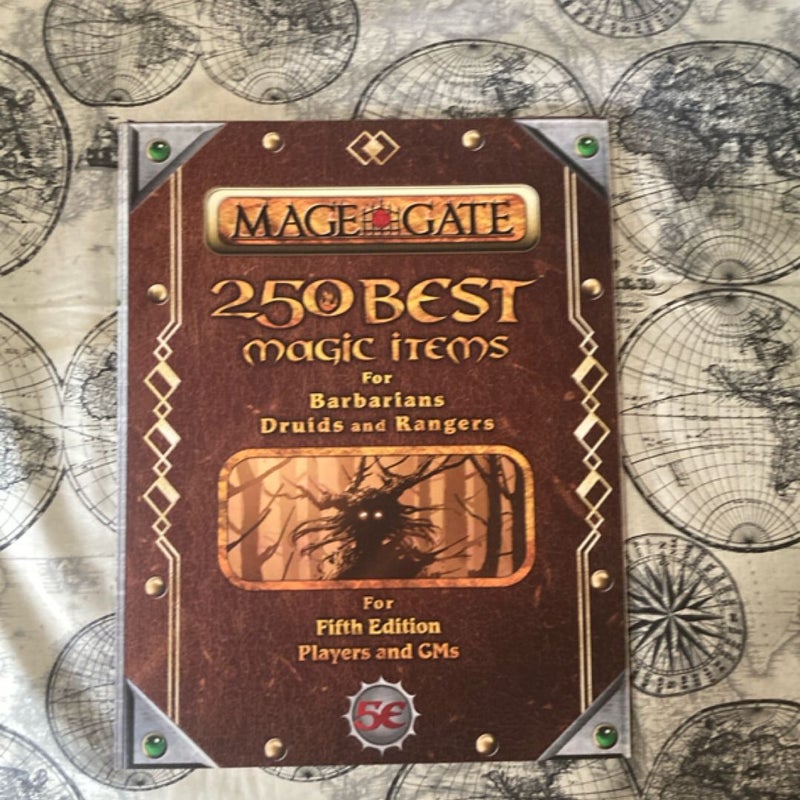 MAGE GATE
250 BEST
MAGIC ITEMS
For
Barbarians
Druids and Rangers
For
Fifth Edition
Players and GMs
5E